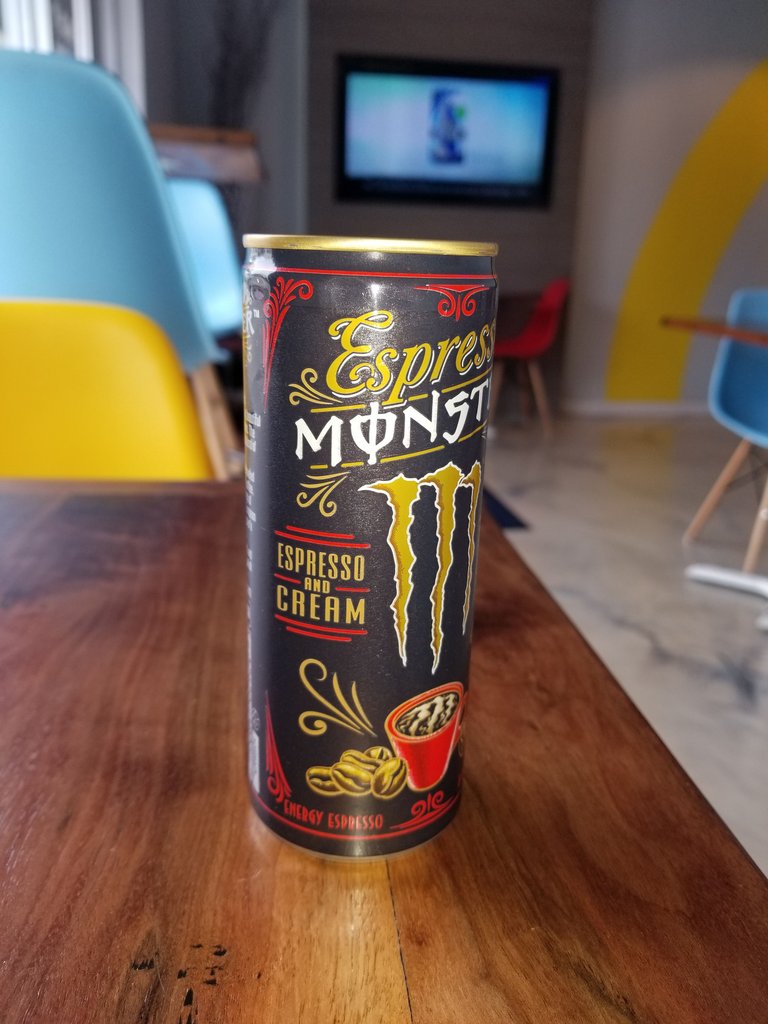 Espress
MONST
ESPRESSO
AND
CREAM
ENERGY ESPRESSO